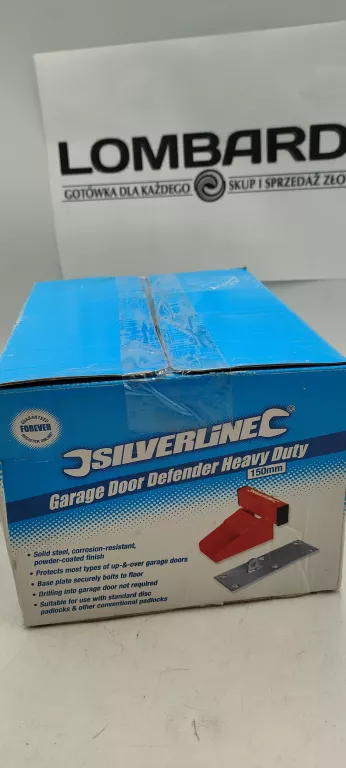 LOMBARD
GOTÓWKA DLA KAŻDEGO SKUP I SPRZEDAŻ ZŁO
GUARANTEED
FOREVER
SILVERLINE
Garage Door Defender Heavy Duty
150mm
• Solid steel, corrosion-resistant,
powder-coated finish
• Protects most types of up-&-over garage doors
• Base plate securely bolts to floor
• Drilling into garage door not required
• Suitable for use with standard disc
padlocks & other conventional padlocks